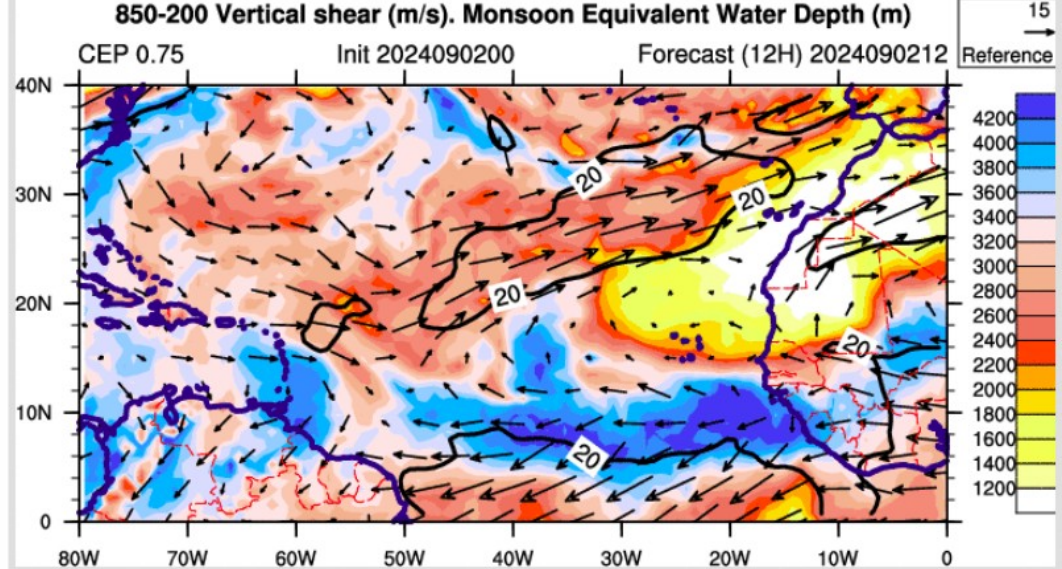 850-200 Vertical shear (m/s). Monsoon Equivalent Water Depth (m)
15
Reference
CEP 0.75 Init 2024090200 Forecast (12H) 2024090212
40N
30N
20N
10N
0
20
20
20
20
20
80W 70W 60W 50W 40W 30W 20W 10W 0
4200
4000
3800
3600
3400
3200
3000
2800
2600
2400
2200
2000
1800
1600
1400
1200